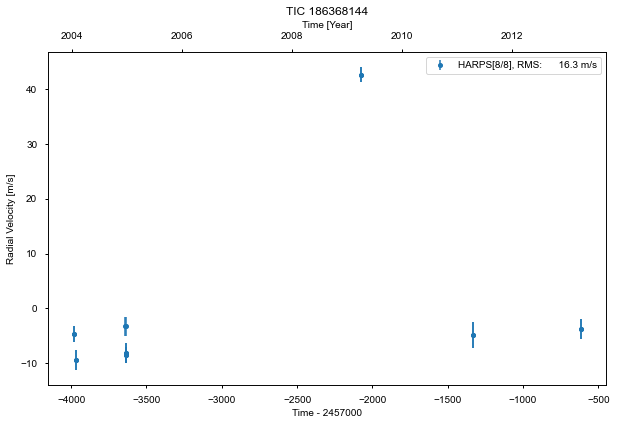 TIC 186368144
Time [Year]
2004 2006 2008 2010 2012
HARPS[8/8], RMS: 16.3 m/s
Radial Velocity [m/s]
40
30
20
10
0
−10
−4000 −3500 −3000 −2500 −2000 −1500 −1000 −500
Time - 2457000